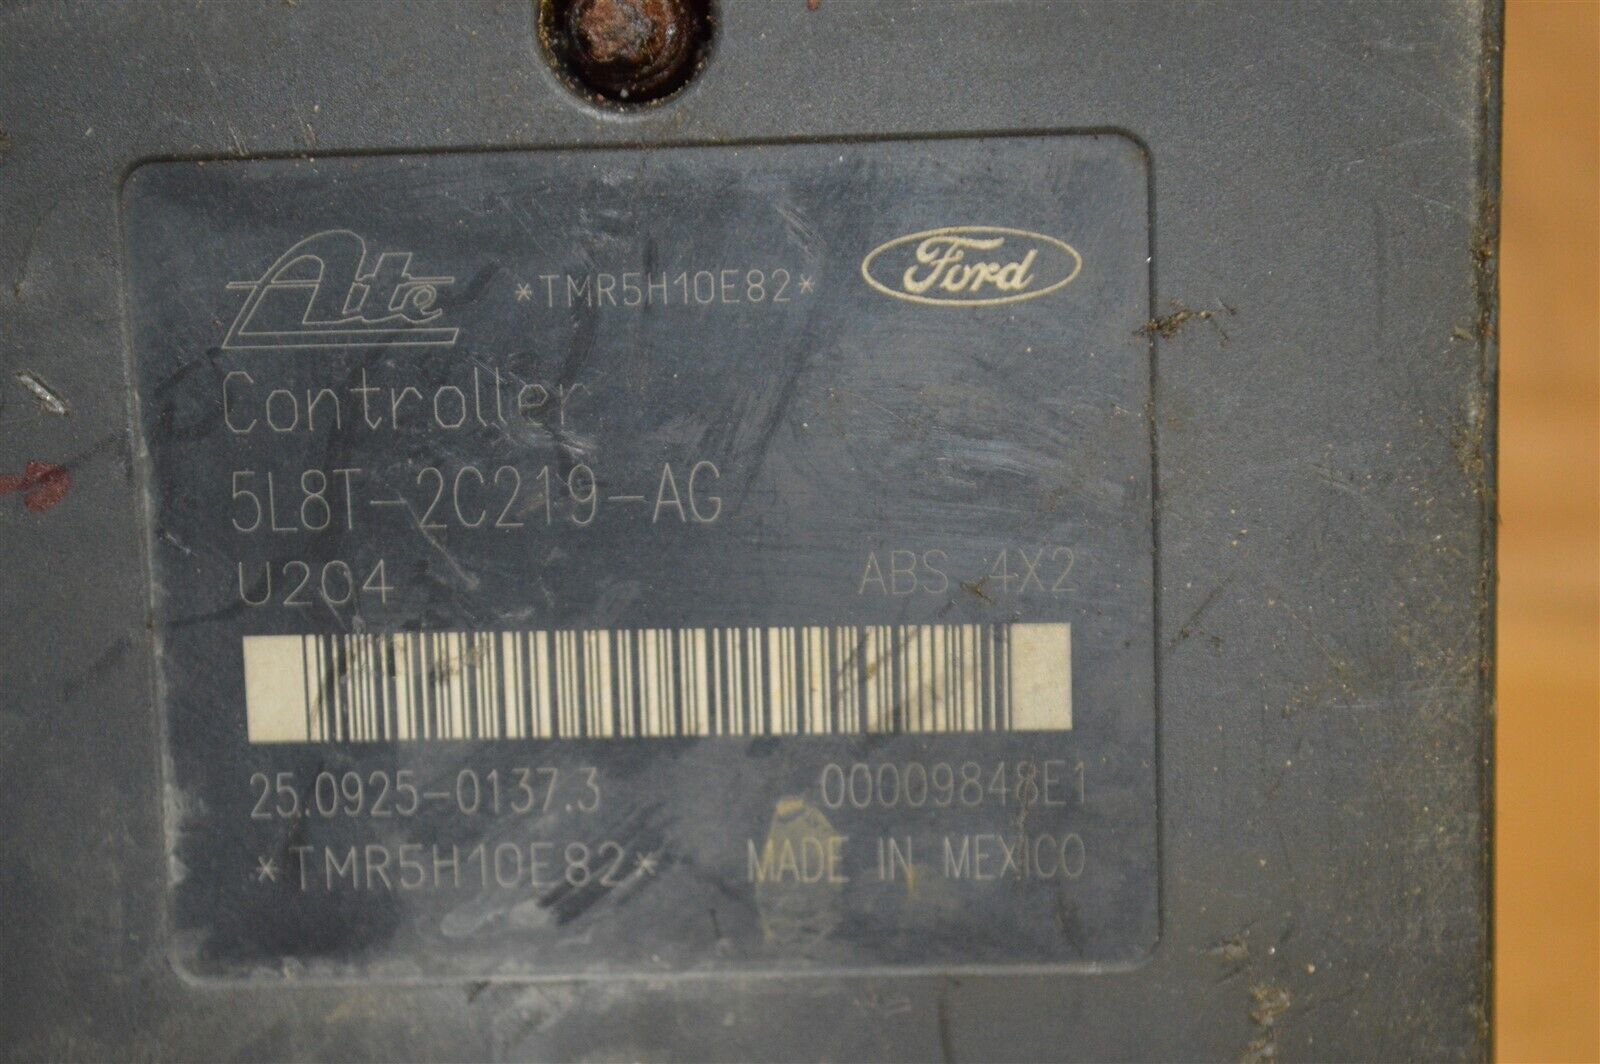 Ate *TMR5H10E82* Ford
Controller
5L8T-2C219-AG
U204 ABS 4X2
25.0925-0137.3 00009848E1
*TMR5H10E82* MADE IN MEXICO